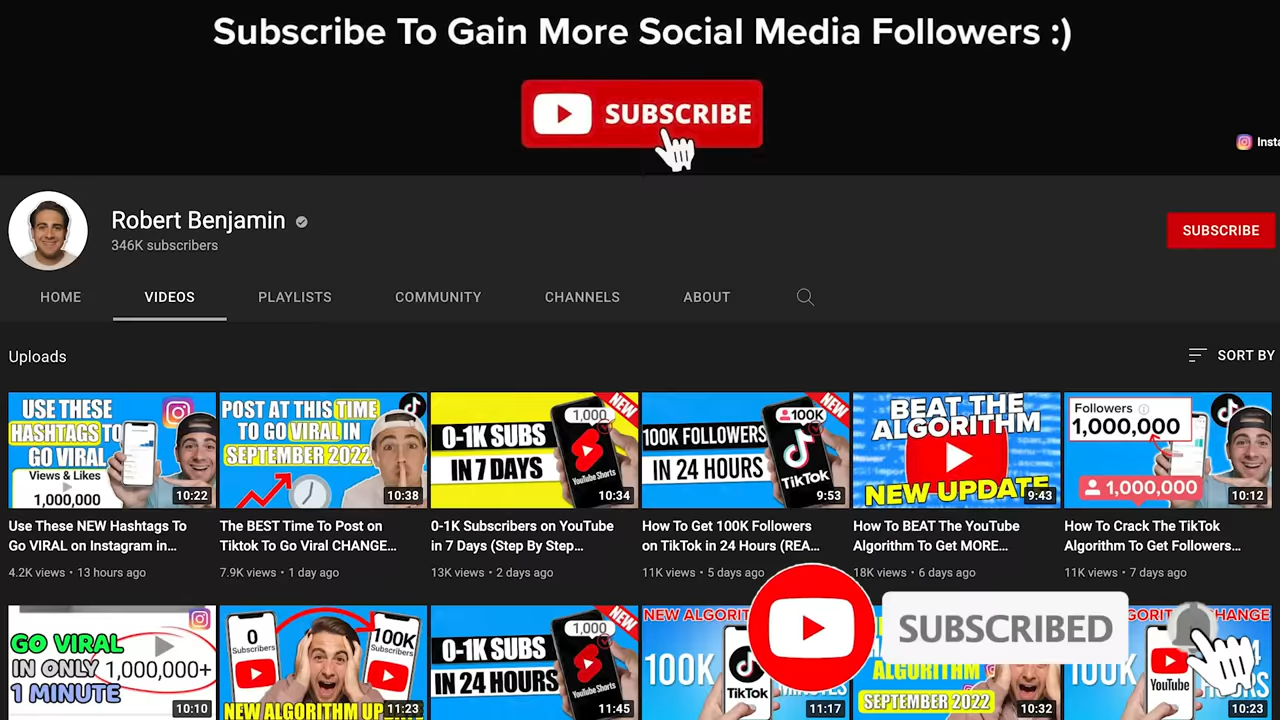 Subscribe To Gain More Social Media Followers :)
SUBSCRIBE
Insta
Robert Benjamin
346K subscribers
SUBSCRIBE
HOME VIDEOS PLAYLISTS COMMUNITY CHANNELS ABOUT
Uploads
SORT BY
USE THESE
HASHTAGS TO
GO VIRAL
Views & Likes
1,000,000
10:22
POST AT THIS TIME
TO GO VIRAL IN
SEPTEMBER 2022
10:38
0-1K SUBS
IN 7 DAYS
1,000
NEW
YouTube Shorts
10:34
100K FOLLOWERS
IN 24 HOURS
100K
NEW
TikTok
9:53
BEAT THE
ALGORITHM
NEW UPDATE
9:43
Followers
1,000,000
1,000,000
10:12
Use These NEW Hashtags To
Go VIRAL on Instagram in...
4.2K views • 13 hours ago
The BEST Time To Post on
Tiktok To Go Viral CHANGE...
7.9K views • 1 day ago
0-1K Subscribers on YouTube
in 7 Days (Step By Step...
13K views • 2 days ago
How To Get 100K Followers
on TikTok in 24 Hours (REA...
11K views • 5 days ago
How To BEAT The YouTube
Algorithm To Get MORE...
18K views • 6 days ago
How To Crack The TikTok
Algorithm To Get Followers...
11K views • 7 days ago
GO VIRAL
IN ONLY
1 MINUTE
1,000,000+
10:10
0
Subscribers
100K
Subscribers
11:23
0-1K SUBS
IN 24 HOURS
1,000
NEW
YouTube Shorts
11:45
NEW
100K
TikTok
11:17
SUBSCRIBED
ALGORITHM
SEPTEMBER 2022
10:32
100K
YouTube
10:23